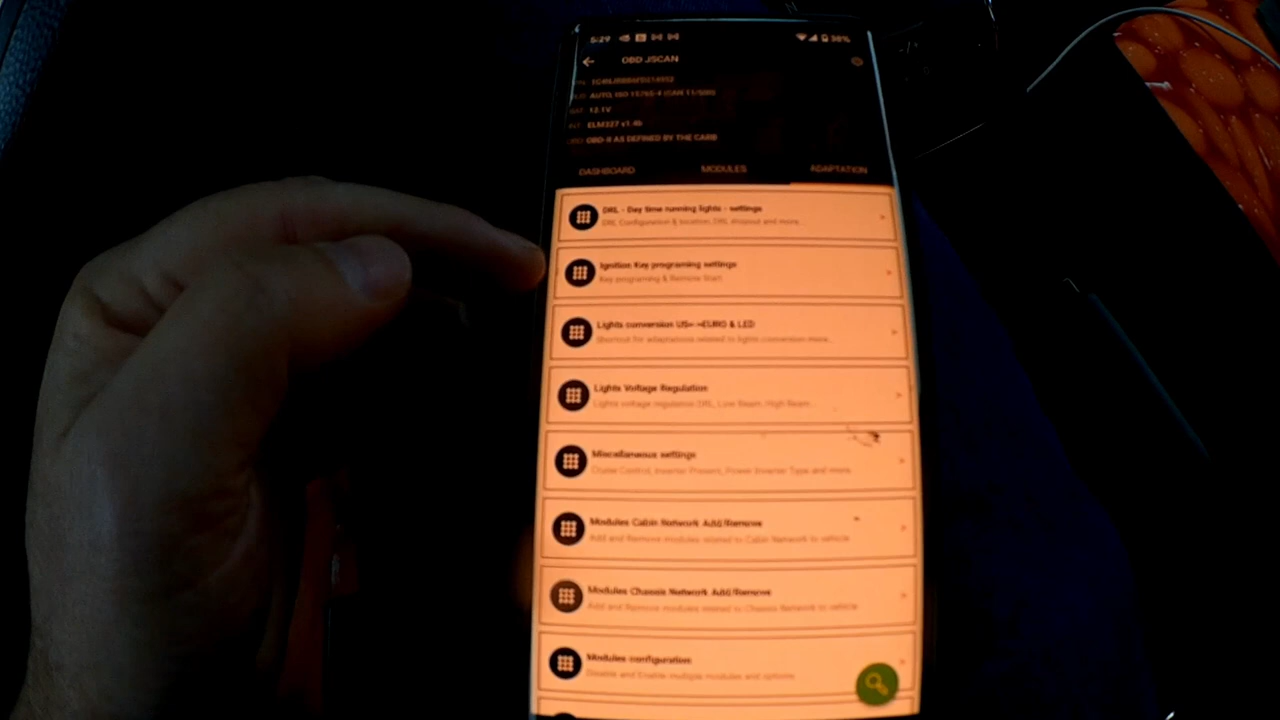 5:29
38%
OBD JSCAN
AUTO, ISO 15765-4 (CAN 11/500)
12.1V
ELM327 v1.4b
OBD-II AS DEFINED BY THE CARB
DASHBOARD MODULES ADAPTATION
DRL - Day time running lights - settings
DRL Configuration & location, DRL dropout and more...
Ignition Key programing settings
Key programing & Remote Start
Lights conversion US<->EURO & LED
Shortcut for adaptations related to lights conversion more...
Lights Voltage Regulation
Lights voltage regulation DRL, Low Beam, High Beam...
Miscellaneous settings
Cruise Control, Inverter Present, Power Inverter Type and more
Modules Cabin Network Add/Remove
Add and Remove modules related to Cabin Network to vehicle
Modules Chassis Network Add/Remove
Add and Remove modules related to Chassis Network to vehicle
Modules configuration
Disable and Enable multiple modules and options